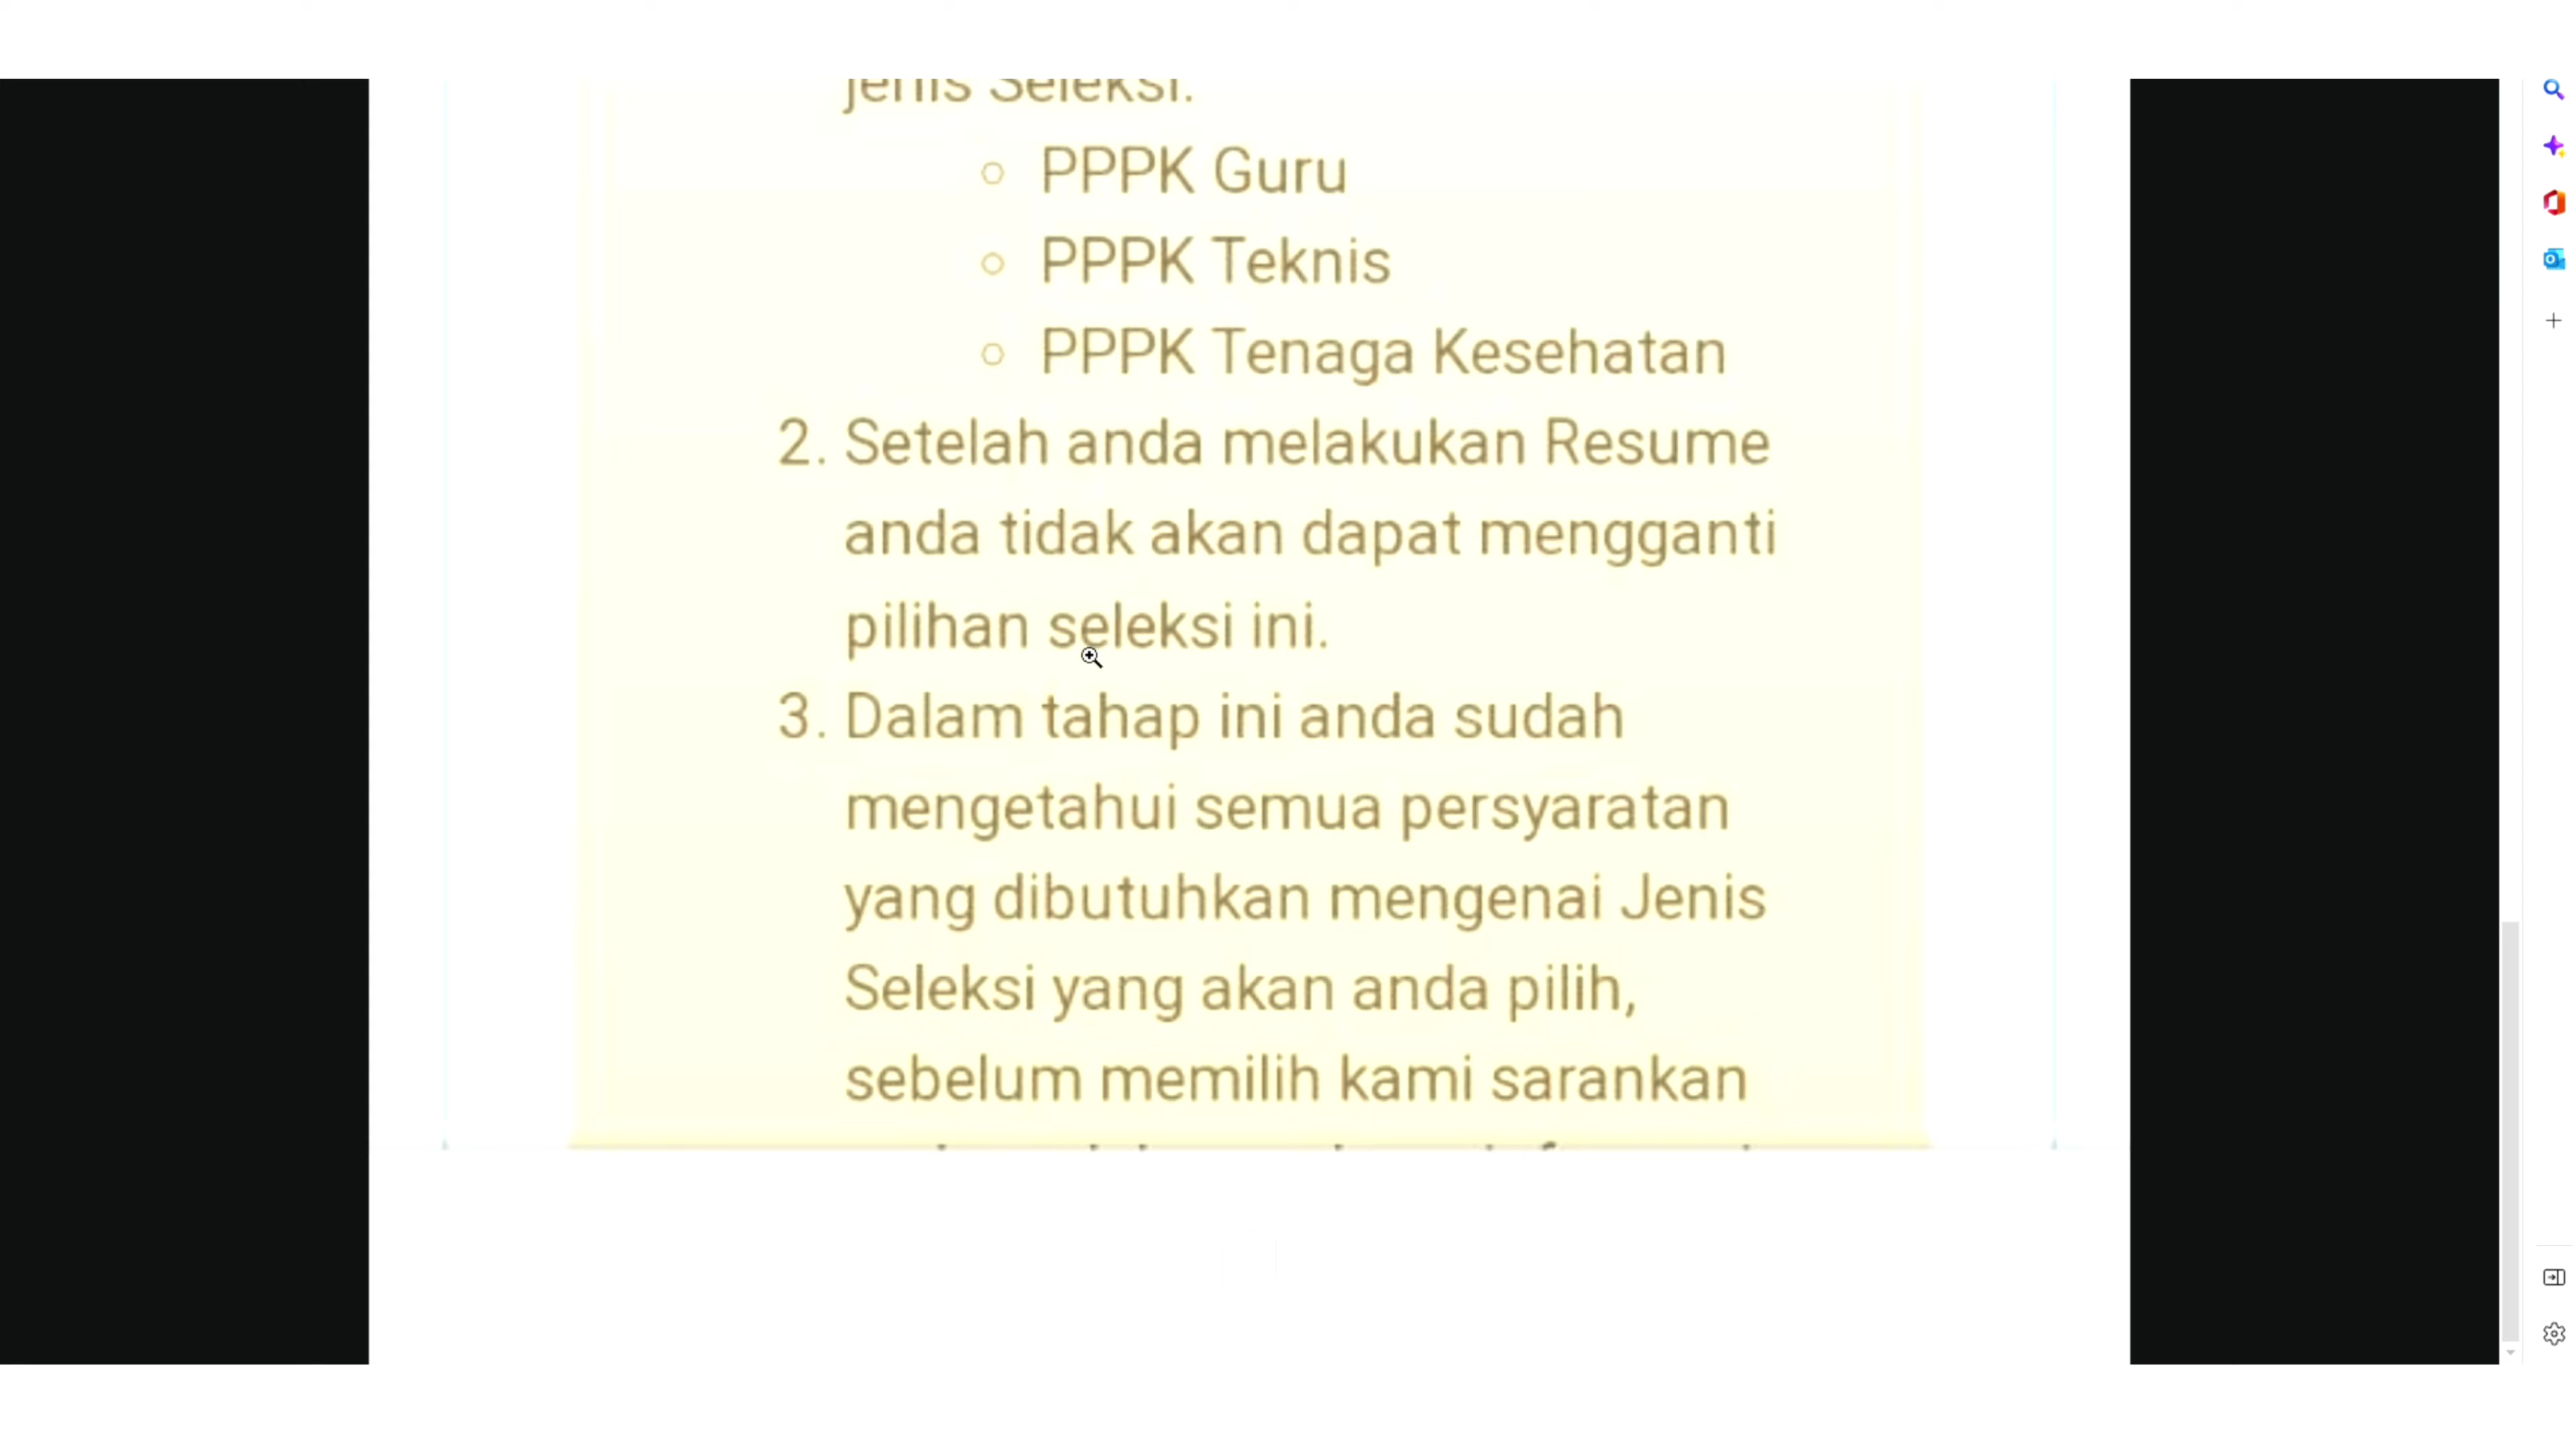 jenis Seleksi.
PPPK Guru
PPPK Teknis
PPPK Tenaga Kesehatan
2. Setelah anda melakukan Resume
anda tidak akan dapat mengganti
pilihan seleksi ini.
3. Dalam tahap ini anda sudah
mengetahui semua persyaratan
yang dibutuhkan mengenai Jenis
Seleksi yang akan anda pilih,
sebelum memilih kami sarankan